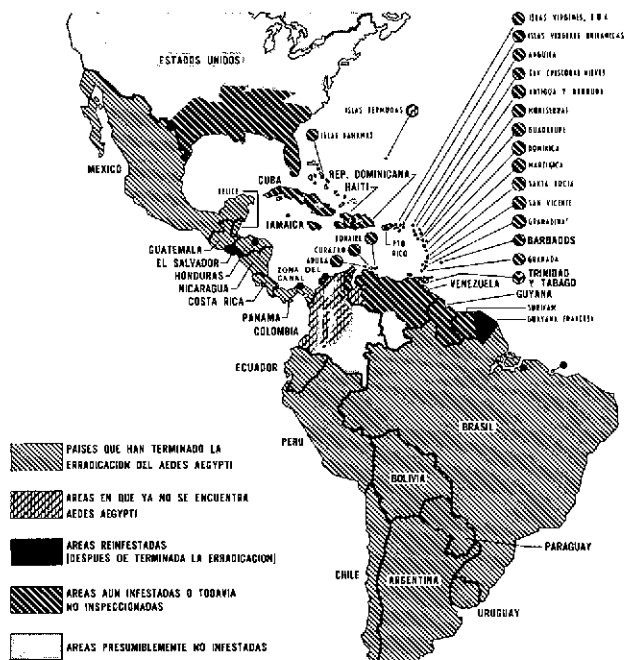 ISLAS VIRGENES, E U A
ISLAS VIRGENES BRITANICAS
ANGUILA
SAN CRISTOBAL NIEVES
ANTIGUA Y BARBUDA
MONTSERRAT
GUADALUPE
DOMINICA
MARTINICA
SANTA LUCIA
SAN VICENTE
GRANADINAS
BARBADOS
GRANADA
TRINIDAD
Y TABAGO
ESTADOS UNIDOS
ISLAS BERMUDAS
ISLAS BAHAMAS
MEXICO
CUBA
REP. DOMINICANA
HAITI
BELICE
JAMAICA
BONAIRE
CURAZAO
ARUBA
PTO
RICO
GUATEMALA
EL SALVADOR
HONDURAS
NICARAGUA
COSTA RICA
ZONA DEL
CANAL
PANAMA
COLOMBIA
VENEZUELA
GUYANA
SURINAM
GUAYANA FRANCESA
ECUADOR
PERU
BRASIL
BOLIVIA
PARAGUAY
CHILE
ARGENTINA
URUGUAY
PAISES QUE HAN TERMINADO LA
ERRADICACION DEL AEDES AEGYPTI
AREAS EN QUE YA NO SE ENCUENTRA
AEDES AEGYPTI
AREAS REINFESTADAS
(DESPUES DE TERMINADA LA ERRADICACION)
AREAS AUN INFESTADAS O TODAVIA
NO INSPECCIONADAS
AREAS PRESUMIBLEMENTE NO INFESTADAS